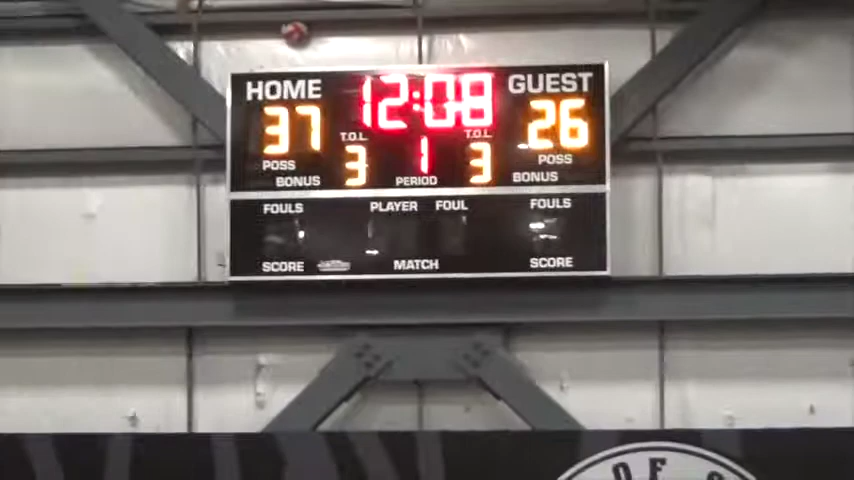 HOME 12:08 GUEST
37 T.O.L. T.O.L. 26
3 1 3
POSS POSS
BONUS PERIOD BONUS
FOULS PLAYER FOUL FOULS
SCORE MATCH SCORE
OF